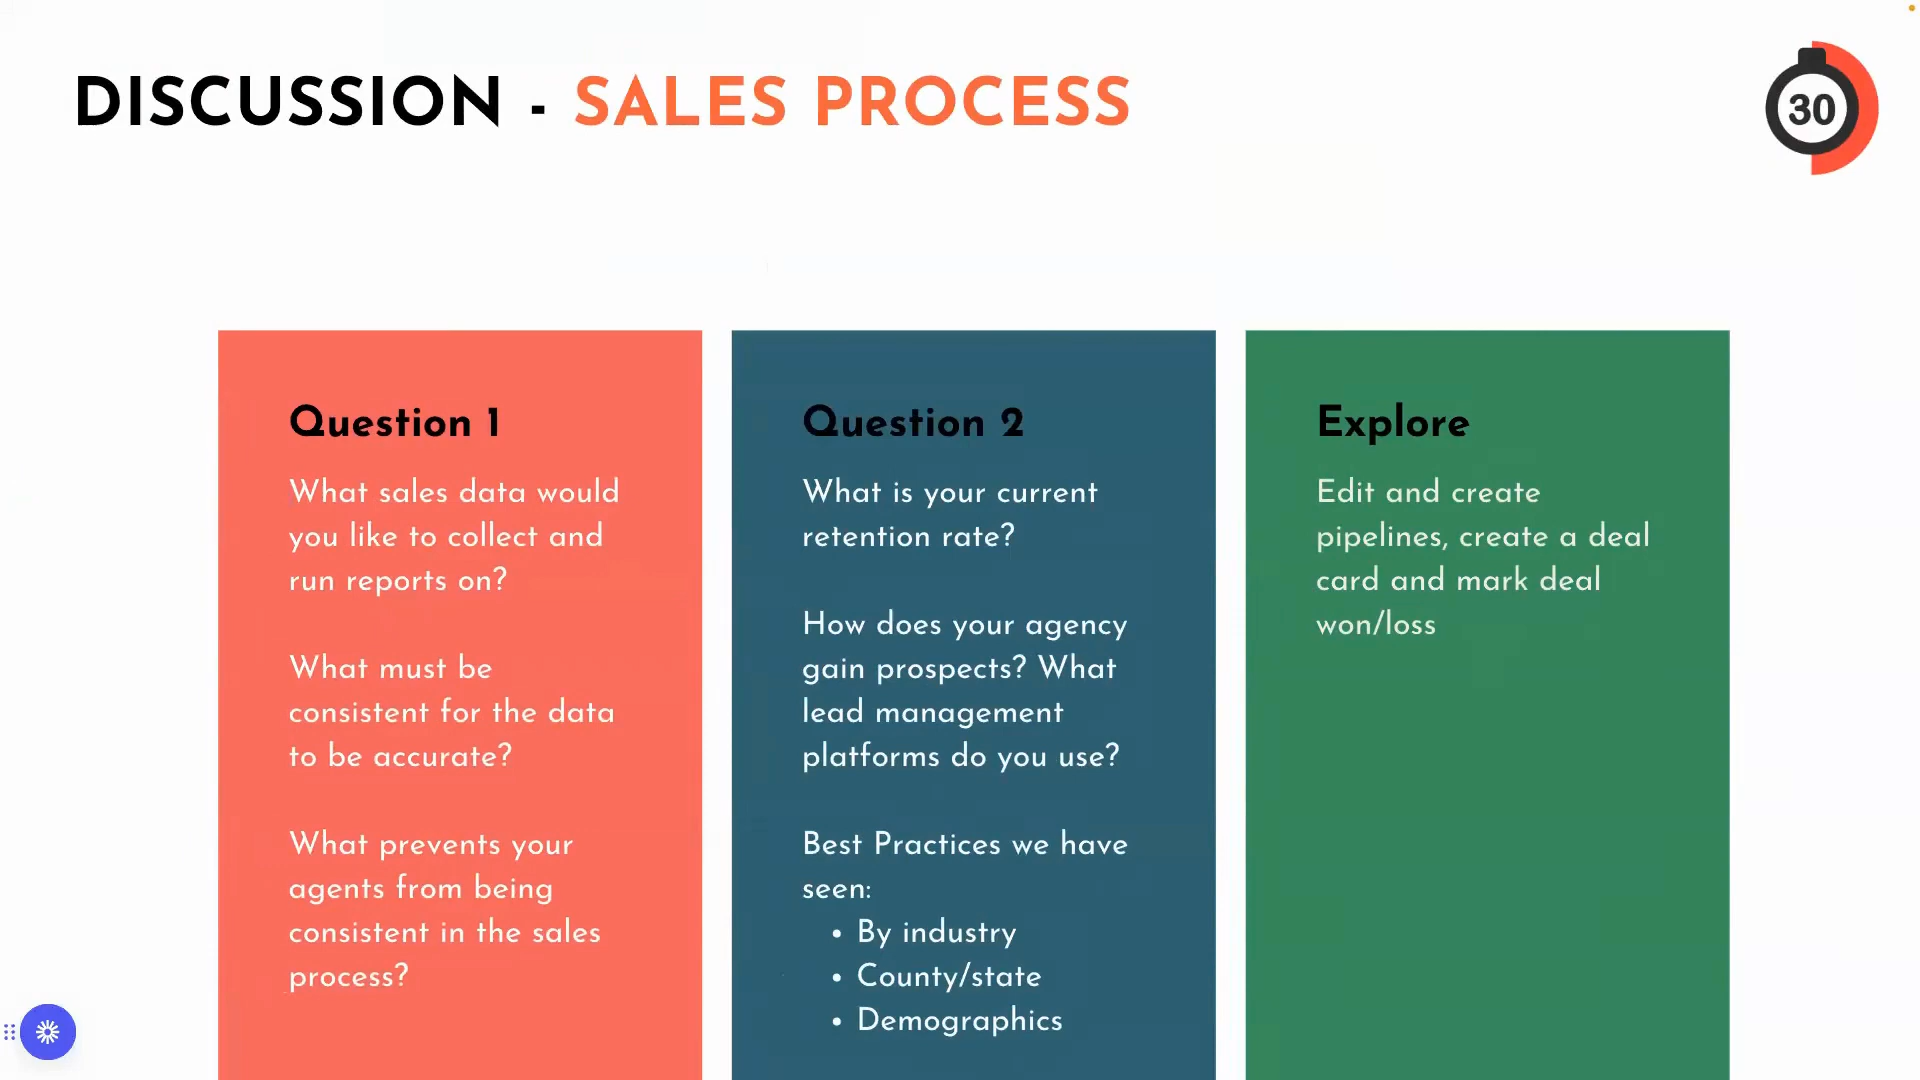 DISCUSSION - SALES PROCESS
30
Question 1
What sales data would
you like to collect and
run reports on?
What must be
consistent for the data
to be accurate?
What prevents your
agents from being
consistent in the sales
process?
Question 2
What is your current
retention rate?
How does your agency
gain prospects? What
lead management
platforms do you use?
Best Practices we have
seen:
• By industry
• County/state
• Demographics
Explore
Edit and create
pipelines, create a deal
card and mark deal
won/loss